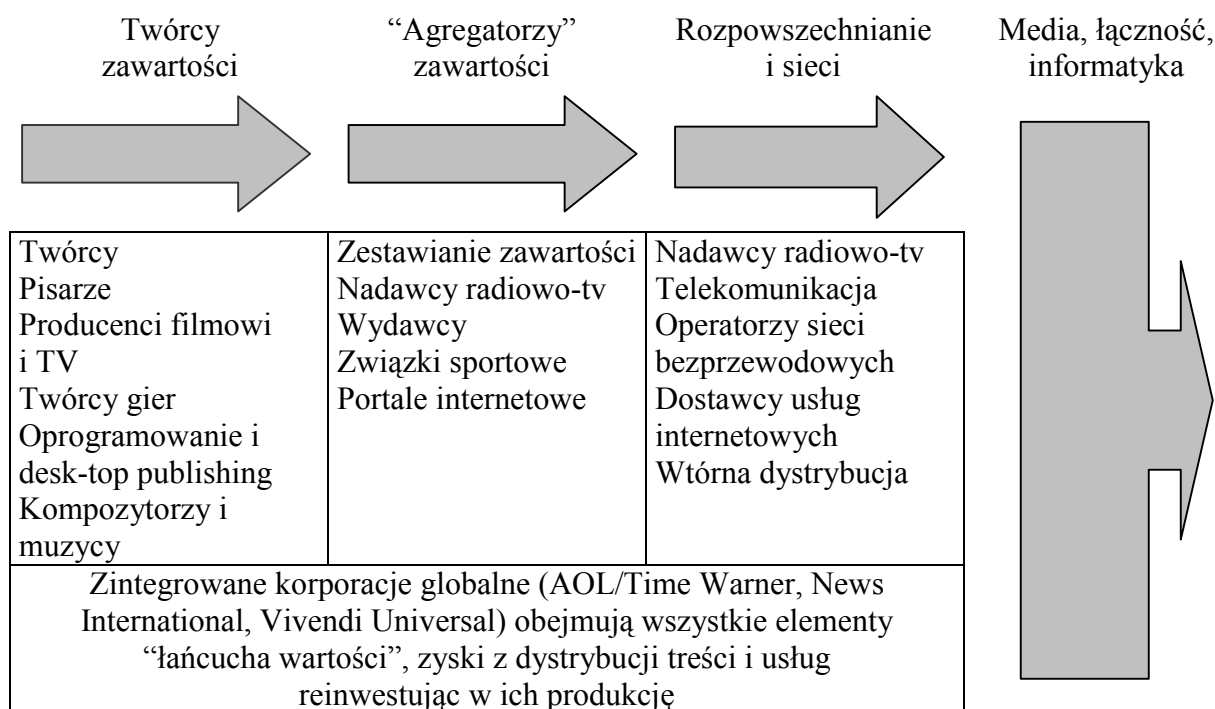 Twórcy
zawartości
“Agregatorzy”
zawartości
Rozpowszechnianie
i sieci
Media, łączność,
informatyka
Twórcy
Pisarze
Producenci filmowi
i TV
Twórcy gier
Oprogramowanie i
desk-top publishing
Kompozytorzy i
muzycy
Zestawianie zawartości
Nadawcy radiowo-tv
Wydawcy
Związki sportowe
Portale internetowe
Nadawcy radiowo-tv
Telekomunikacja
Operatorzy sieci
bezprzewodowych
Dostawcy usług
internetowych
Wtórna dystrybucja
Zintegrowane korporacje globalne (AOL/Time Warner, News
International, Vivendi Universal) obejmują wszystkie elementy
“łańcucha wartości”, zyski z dystrybucji treści i usług
reinwestując w ich produkcję